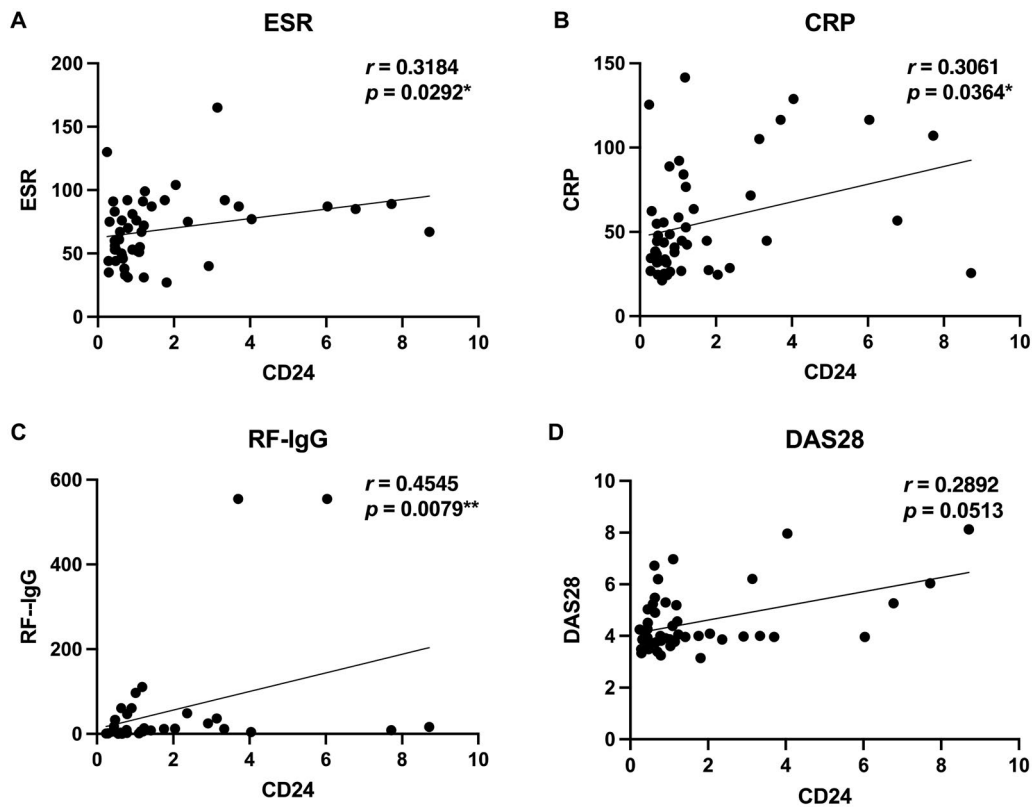 A
ESR
r = 0.3184
p = 0.0292*
200
150
100
50
0
ESR
0 2 4 6 8 10
CD24
B
CRP
r = 0.3061
p = 0.0364*
150
100
50
0
CRP
0 2 4 6 8 10
CD24
C
RF-IgG
r = 0.4545
p = 0.0079**
600
400
200
0
RF--IgG
0 2 4 6 8 10
CD24
D
DAS28
r = 0.2892
p = 0.0513
10
8
6
4
2
0
DAS28
0 2 4 6 8 10
CD24